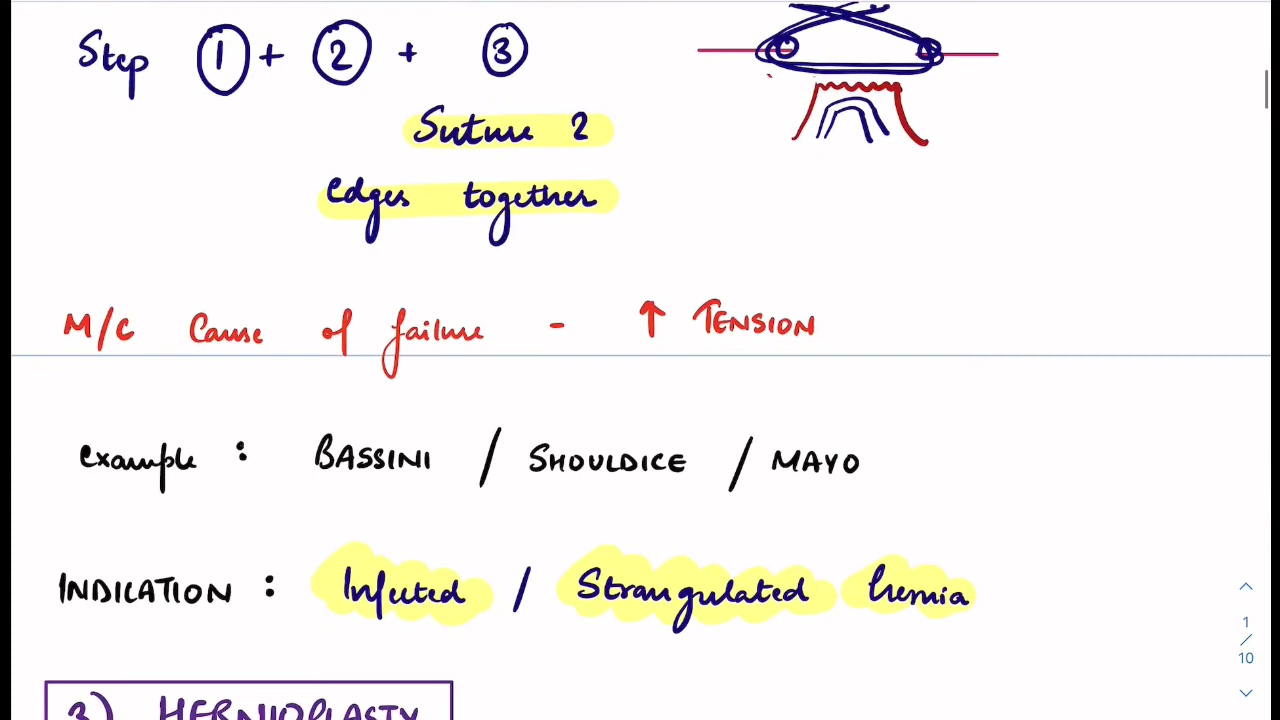 Step ① + ② + ③
Suture 2
edges together
M/C Cause of failure - ↑ TENSION
example : BASSINI / SHOULDICE / MAYO
INDICATION : Infected / Strangulated hernia
3) HERNIOPLASTY
1
/
10